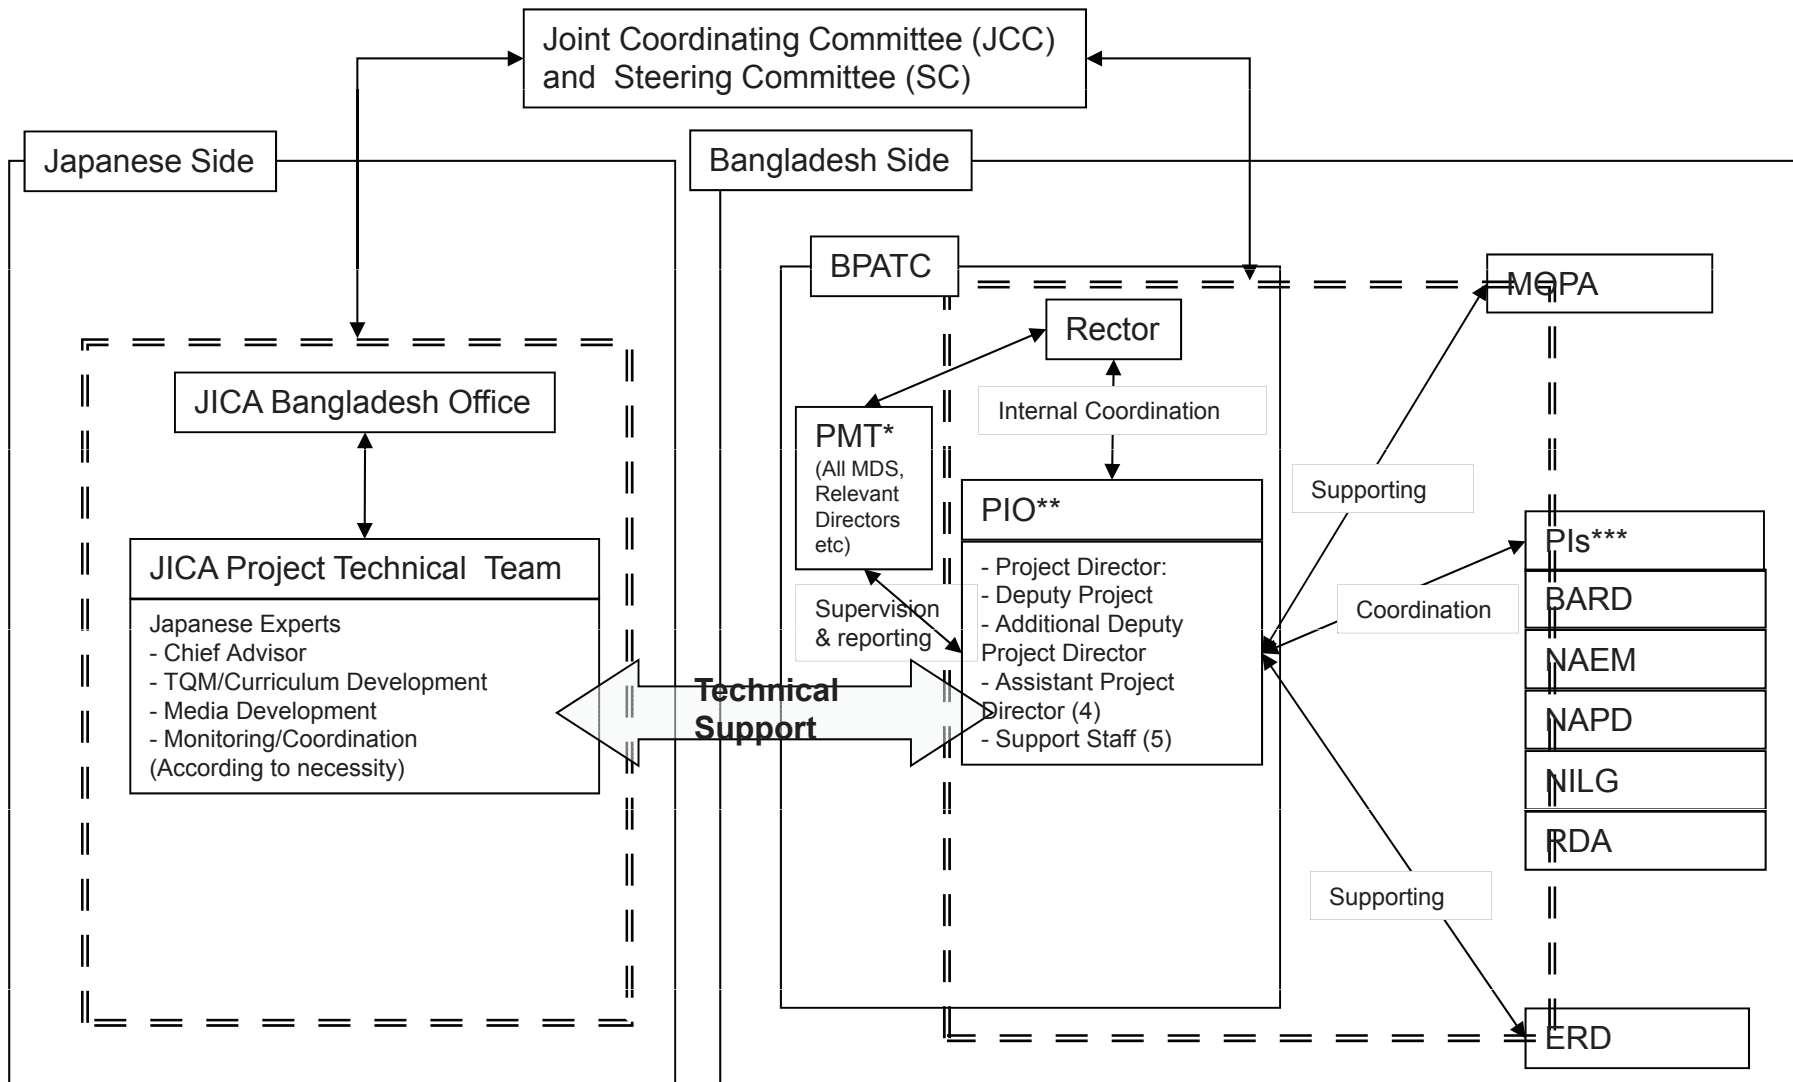 Joint Coordinating Committee (JCC)
and Steering Committee (SC)
Japanese Side
Bangladesh Side
JICA Bangladesh Office
JICA Project Technical Team
Japanese Experts
- Chief Advisor
- TQM/Curriculum Development
- Media Development
- Monitoring/Coordination
(According to necessity)
Technical
Support
BPATC
Rector
Internal Coordination
PMT*
(All MDS,
Relevant
Directors
etc)
Supervision
& reporting
PIO**
- Project Director:
- Deputy Project
- Additional Deputy
Project Director
- Assistant Project
Director (4)
- Support Staff (5)
Supporting
Coordination
Supporting
MOPA
PIs***
BARD
NAEM
NAPD
NILG
RDA
ERD